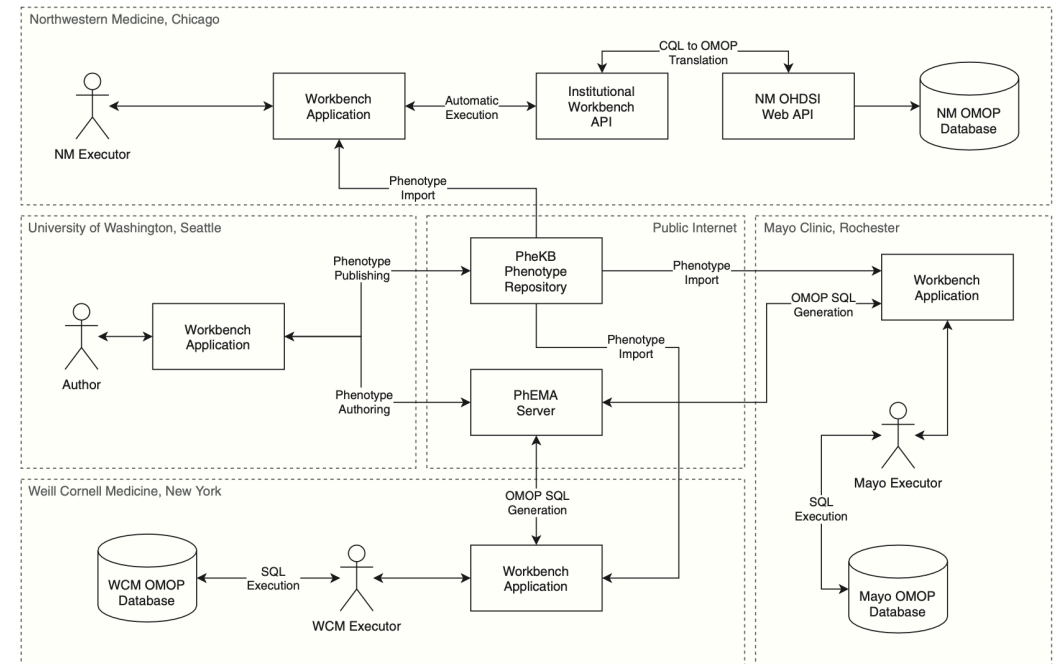 Northwestern Medicine, Chicago
CQL to OMOP
Translation
Workbench
Application
Automatic
Execution
Institutional
Workbench
API
NM OHDSI
Web API
NM OMOP
Database
NM Executor
Phenotype
Import
University of Washington, Seattle
Public Internet
Mayo Clinic, Rochester
Phenotype
Publishing
PheKB
Phenotype
Repository
Phenotype
Import
Workbench
Application
OMOP SQL
Generation
Workbench
Application
Author
Phenotype
Import
Phenotype
Authoring
PhEMA
Server
Mayo Executor
Weill Cornell Medicine, New York
OMOP SQL
Generation
SQL
Execution
WCM OMOP
Database
SQL
Execution
WCM Executor
Workbench
Application
Mayo OMOP
Database